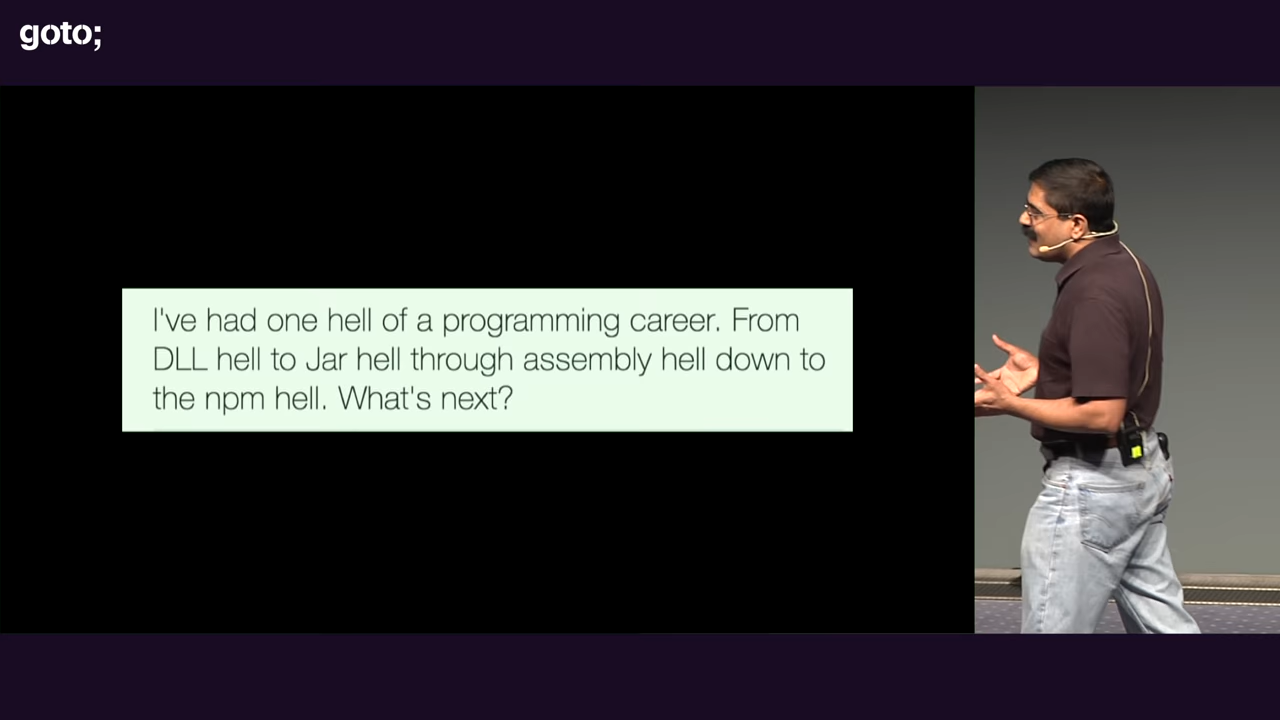 goto;
I've had one hell of a programming career. From
DLL hell to Jar hell through assembly hell down to
the npm hell. What's next?